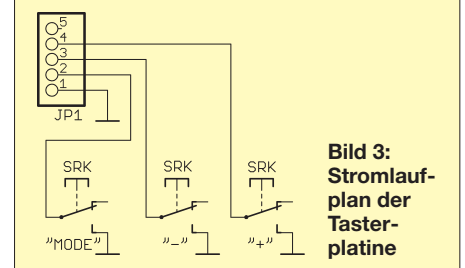 5
4
3
2
1
JP1
SRK
SRK
SRK
"MODE"
"–"
"+"
Bild 3:
Stromlauf-
plan der
Taster-
platine